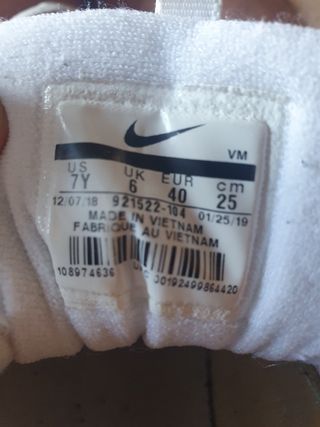 VM
US UK EUR cm
7Y 6 40 25
12/07/18 921522-104 01/25/19
MADE IN VIETNAM
FABRIQUE AU VIETNAM
108974636 00192499864420